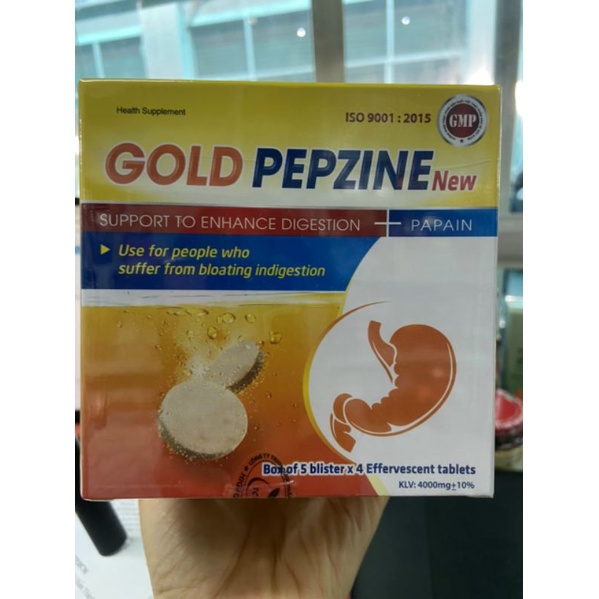 Health Supplement
ISO 9001 : 2015
GMP
GOLD PEPZINE New
SUPPORT TO ENHANCE DIGESTION + PAPAIN
Use for people who
suffer from bloating indigestion
Box of 5 blister x 4 Effervescent tablets
KLV: 4000mg±10%